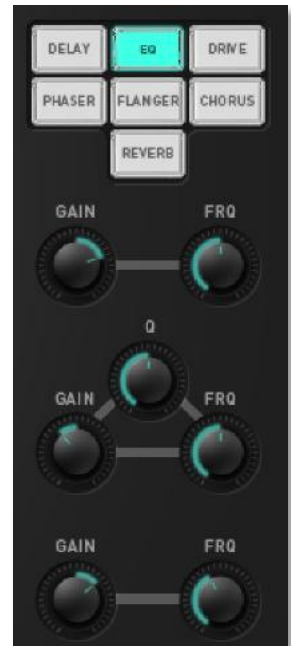 DELAY EQ DRIVE
PHASER FLANGER CHORUS
REVERB
GAIN FRQ
Q
GAIN FRQ
GAIN FRQ